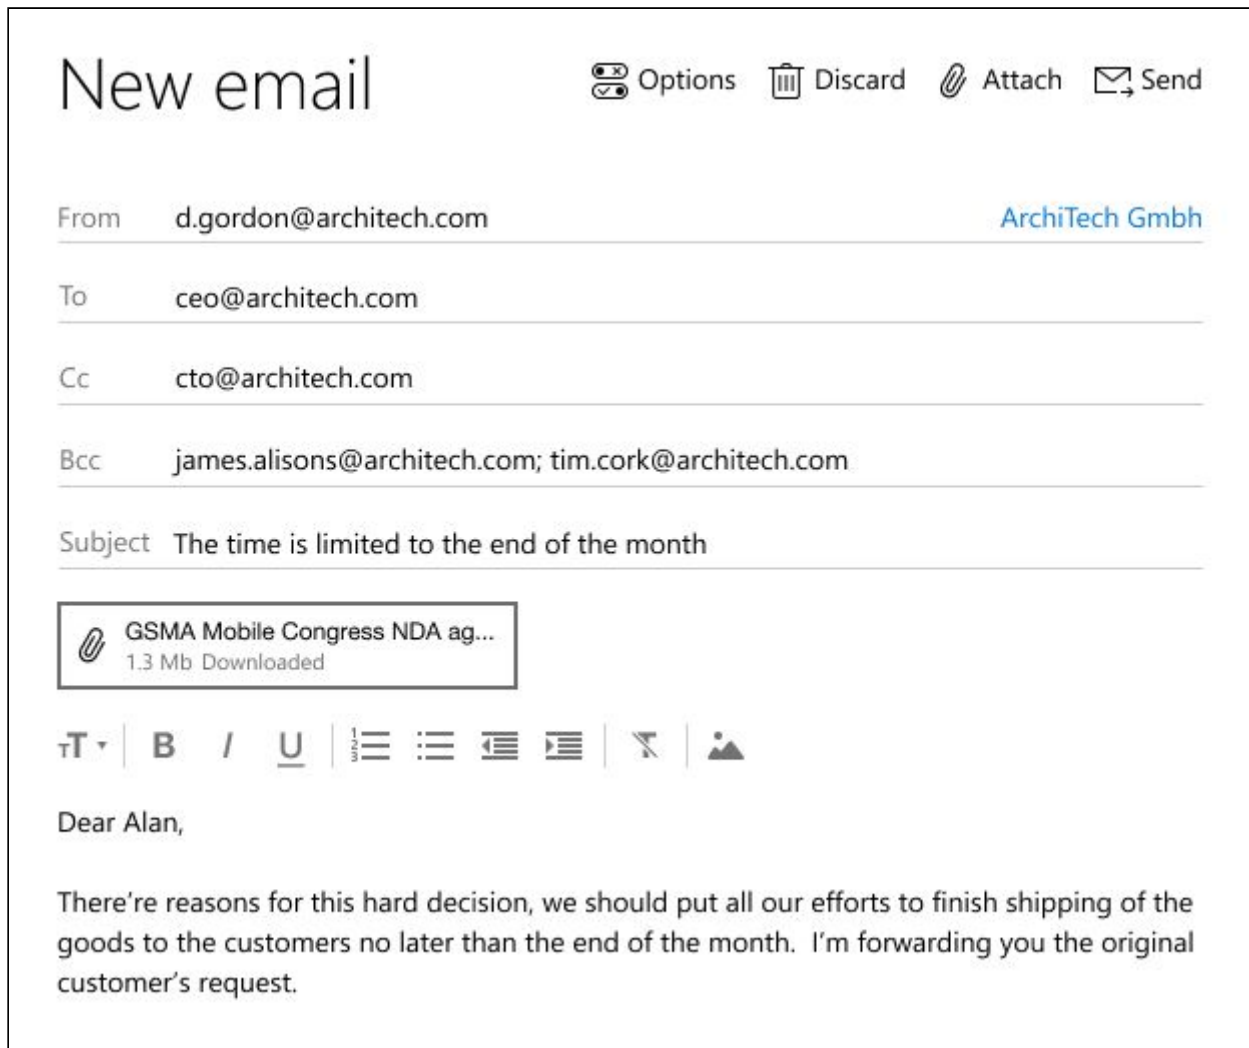 New email
Options Discard Attach Send
From d.gordon@architech.com ArchiTech Gmbh
To ceo@architech.com
Cc cto@architech.com
Bcc james.alisons@architech.com; tim.cork@architech.com
Subject The time is limited to the end of the month
GSMA Mobile Congress NDA ag...
1.3 Mb Downloaded
TT B I U 1 2 3 T
Dear Alan,
There’re reasons for this hard decision, we should put all our efforts to finish shipping of the
goods to the customers no later than the end of the month.  I’m forwarding you the original
customer’s request.